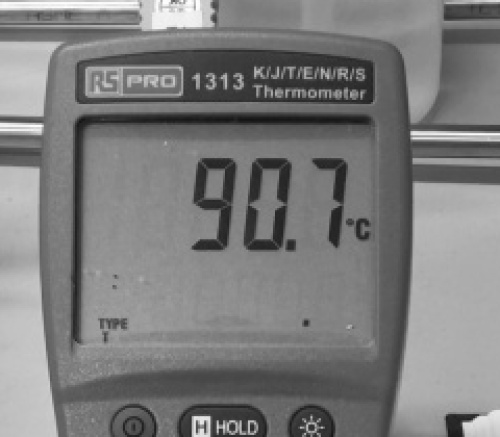 RS PRO 1313 K/J/T/E/N/R/S
Thermometer
90.7 °C
TYPE
T
H HOLD